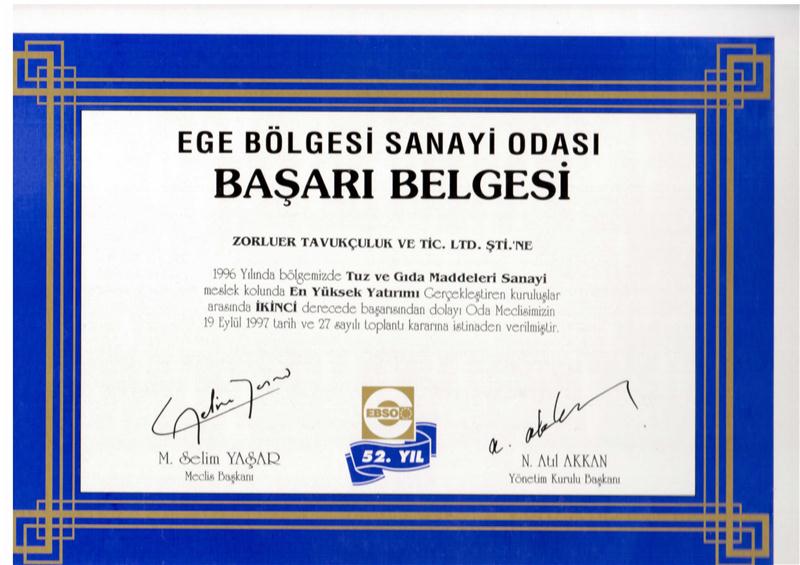 EGE BÖLGESİ SANAYİ ODASI
BAŞARI BELGESİ
ZORLUER TAVUKÇULUK VE TİC. LTD. ŞTİ.'NE
1996 Yılında bölgemizde Tuz ve Gıda Maddeleri Sanayi
meslek kolunda En Yüksek Yatırımı Gerçekleştiren kuruluşlar
arasında İKİNCİ derecede başarısından dolayı Oda Meclisimizin
19 Eylül 1997 tarih ve 27 sayılı toplantı kararına istinaden verilmiştir.
EBSO
52. YIL
M. Selim YAŞAR
Meclis Başkanı
N. Atıl AKKAN
Yönetim Kurulu Başkanı